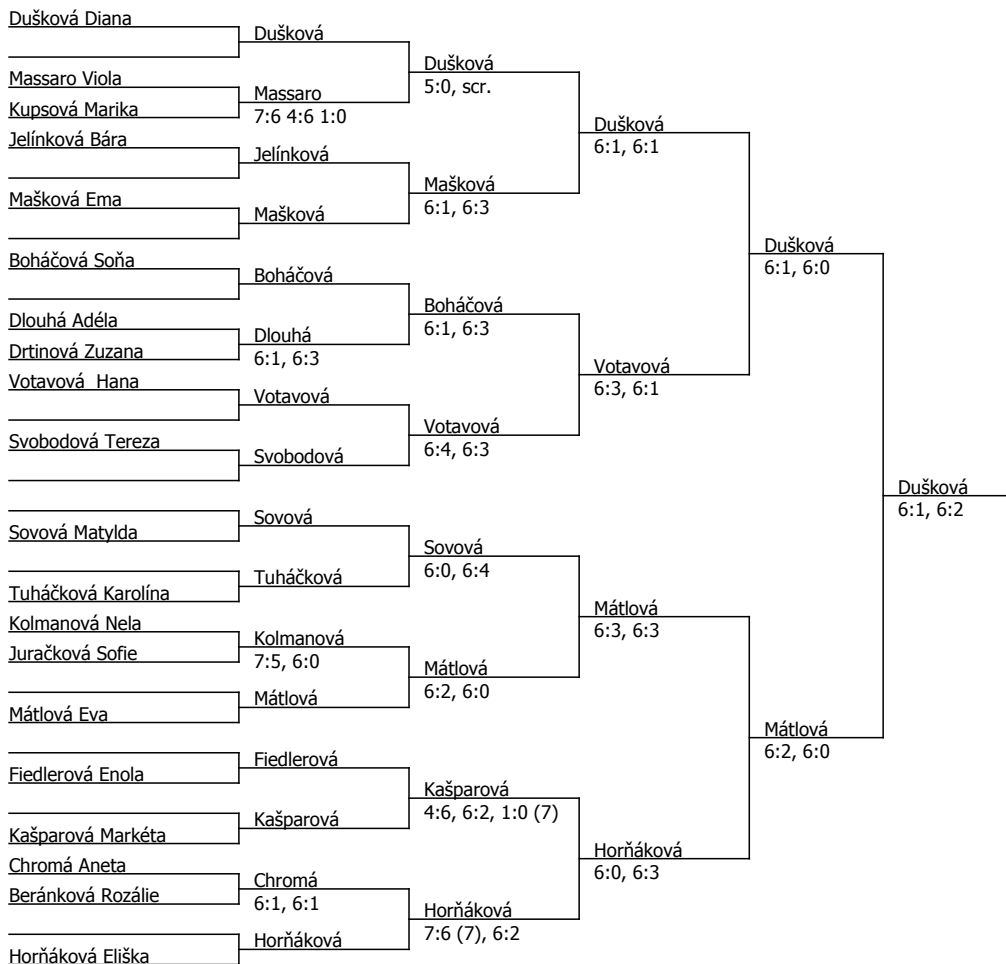 Dušková Diana
Massaro Viola
Kupsová Marika
Jelínková Bára
Mašková Ema
Boháčová Soňa
Dlouhá Adéla
Drtinová Zuzana
Votavová  Hana
Svobodová Tereza
Sovová Matylda
Tuháčková Karolína
Kolmanová Nela
Juračková Sofie
Mátlová Eva
Fiedlerová Enola
Kašparová Markéta
Chromá Aneta
Beránková Rozálie
Horňáková Eliška
Dušková
Massaro
7:6 4:6 1:0
Jelínková
Mašková
Boháčová
Dlouhá
6:1, 6:3
Votavová
Svobodová
Sovová
Tuháčková
Kolmanová
7:5, 6:0
Mátlová
Fiedlerová
Kašparová
Chromá
6:1, 6:1
Horňáková
Dušková
5:0, scr.
Mašková
6:1, 6:3
Boháčová
6:1, 6:3
Votavová
6:4, 6:3
Sovová
6:0, 6:4
Mátlová
6:2, 6:0
Kašparová
4:6, 6:2, 1:0 (7)
Horňáková
7:6 (7), 6:2
Dušková
6:1, 6:1
Votavová
6:3, 6:1
Mátlová
6:3, 6:3
Horňáková
6:0, 6:3
Dušková
6:1, 6:0
Mátlová
6:2, 6:0
Dušková
6:1, 6:2